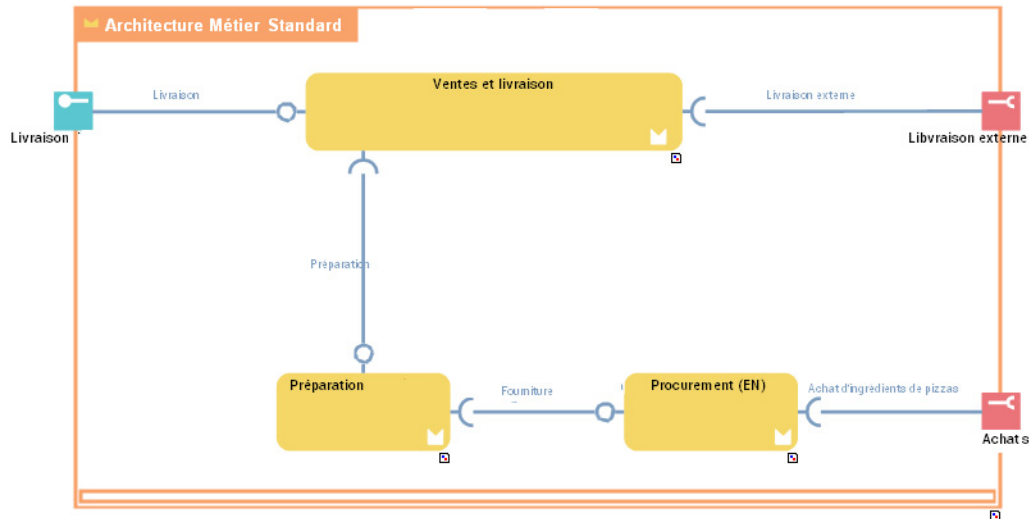 Architecture Métier Standard
Ventes et livraison
Livraison
Livraison externe
Livraison
Libvraison externe
Préparation
Préparation
Fourniture
Procurement (EN)
Achat d'ingrédients de pizzas
Achats